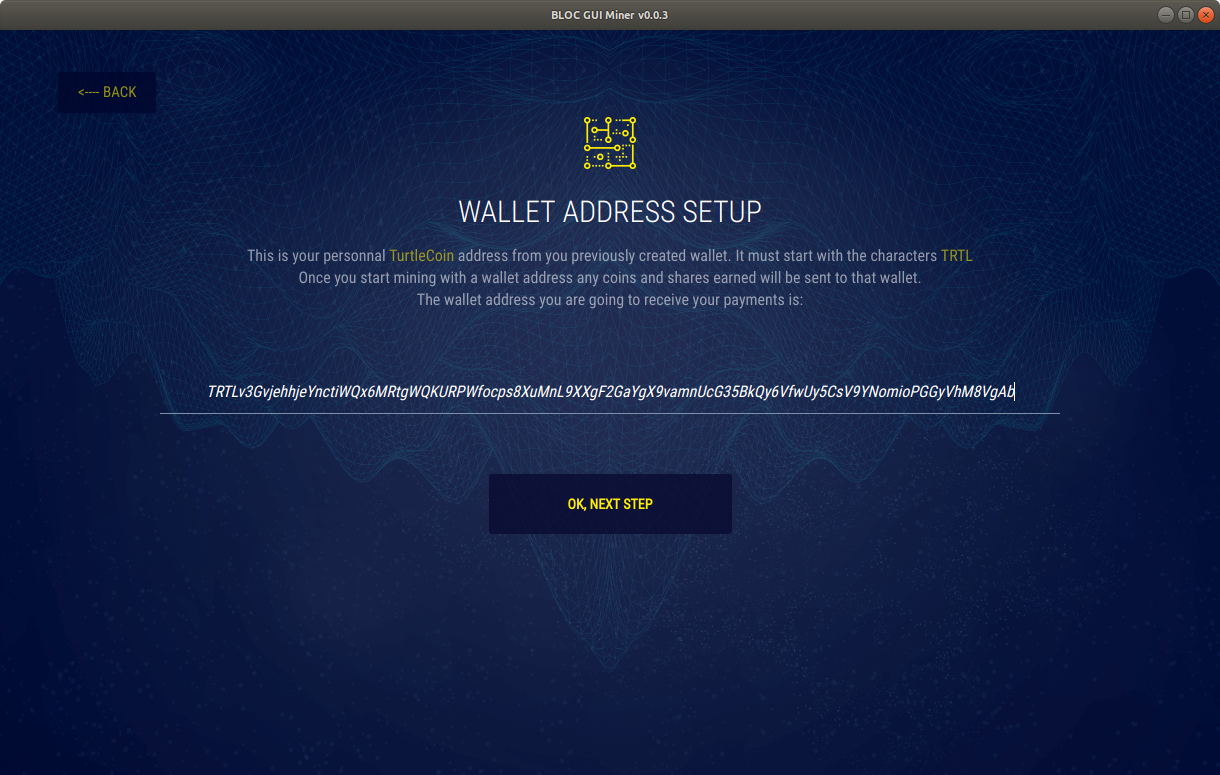 BLOC GUI Miner v0.0.3
<---- BACK
WALLET ADDRESS SETUP
This is your personnal TurtleCoin address from you previously created wallet. It must start with the characters TRTL
Once you start mining with a wallet address any coins and shares earned will be sent to that wallet.
The wallet address you are going to receive your payments is:
TRTLv3GvjehhjeYnctiWQx6MRtgWQKURPWfocps8XuMnL9XXgF2GaYgX9vamnUcG35BkQy6VfwUy5CsV9YNomioPGGyVhM8VgAb
OK, NEXT STEP